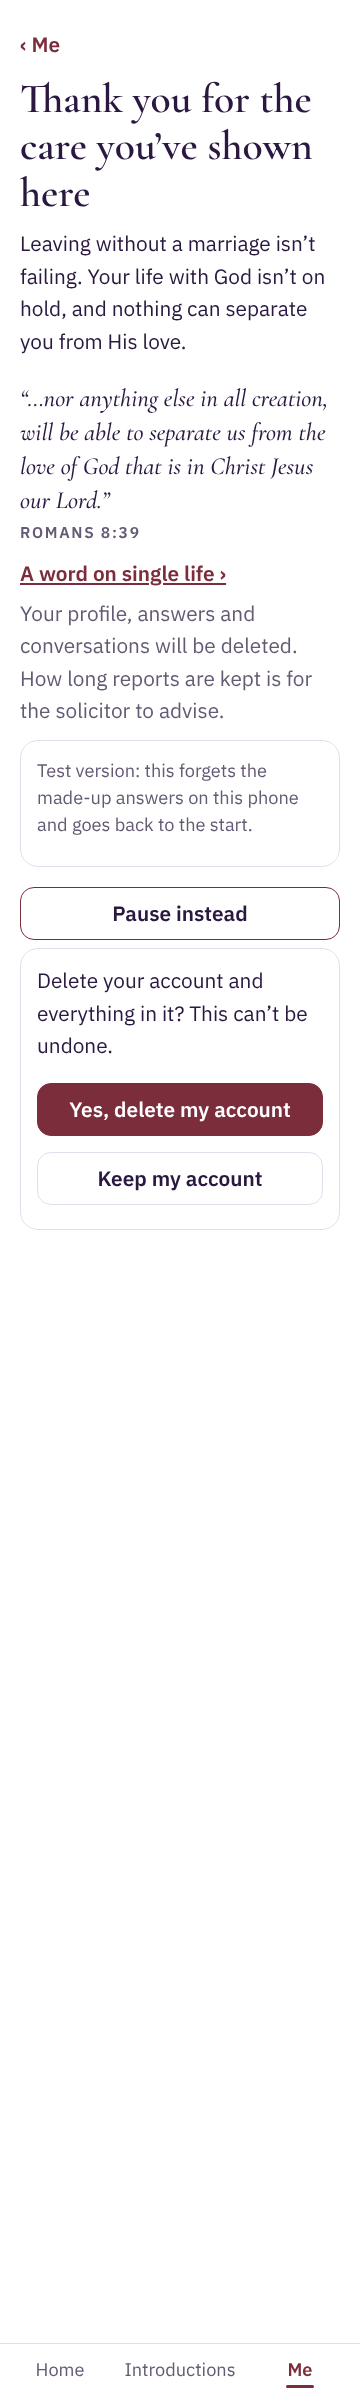 ‹ Me
Thank you for the
care you’ve shown
here
Leaving without a marriage isn’t
failing. Your life with God isn’t on
hold, and nothing can separate
you from His love.
“…nor anything else in all creation,
will be able to separate us from the
love of God that is in Christ Jesus
our Lord.”
ROMANS 8:39
A word on single life ›
Your profile, answers and
conversations will be deleted.
How long reports are kept is for
the solicitor to advise.
Test version: this forgets the
made-up answers on this phone
and goes back to the start.
Pause instead
Delete your account and
everything in it? This can’t be
undone.
Yes, delete my account
Keep my account
Home Introductions Me